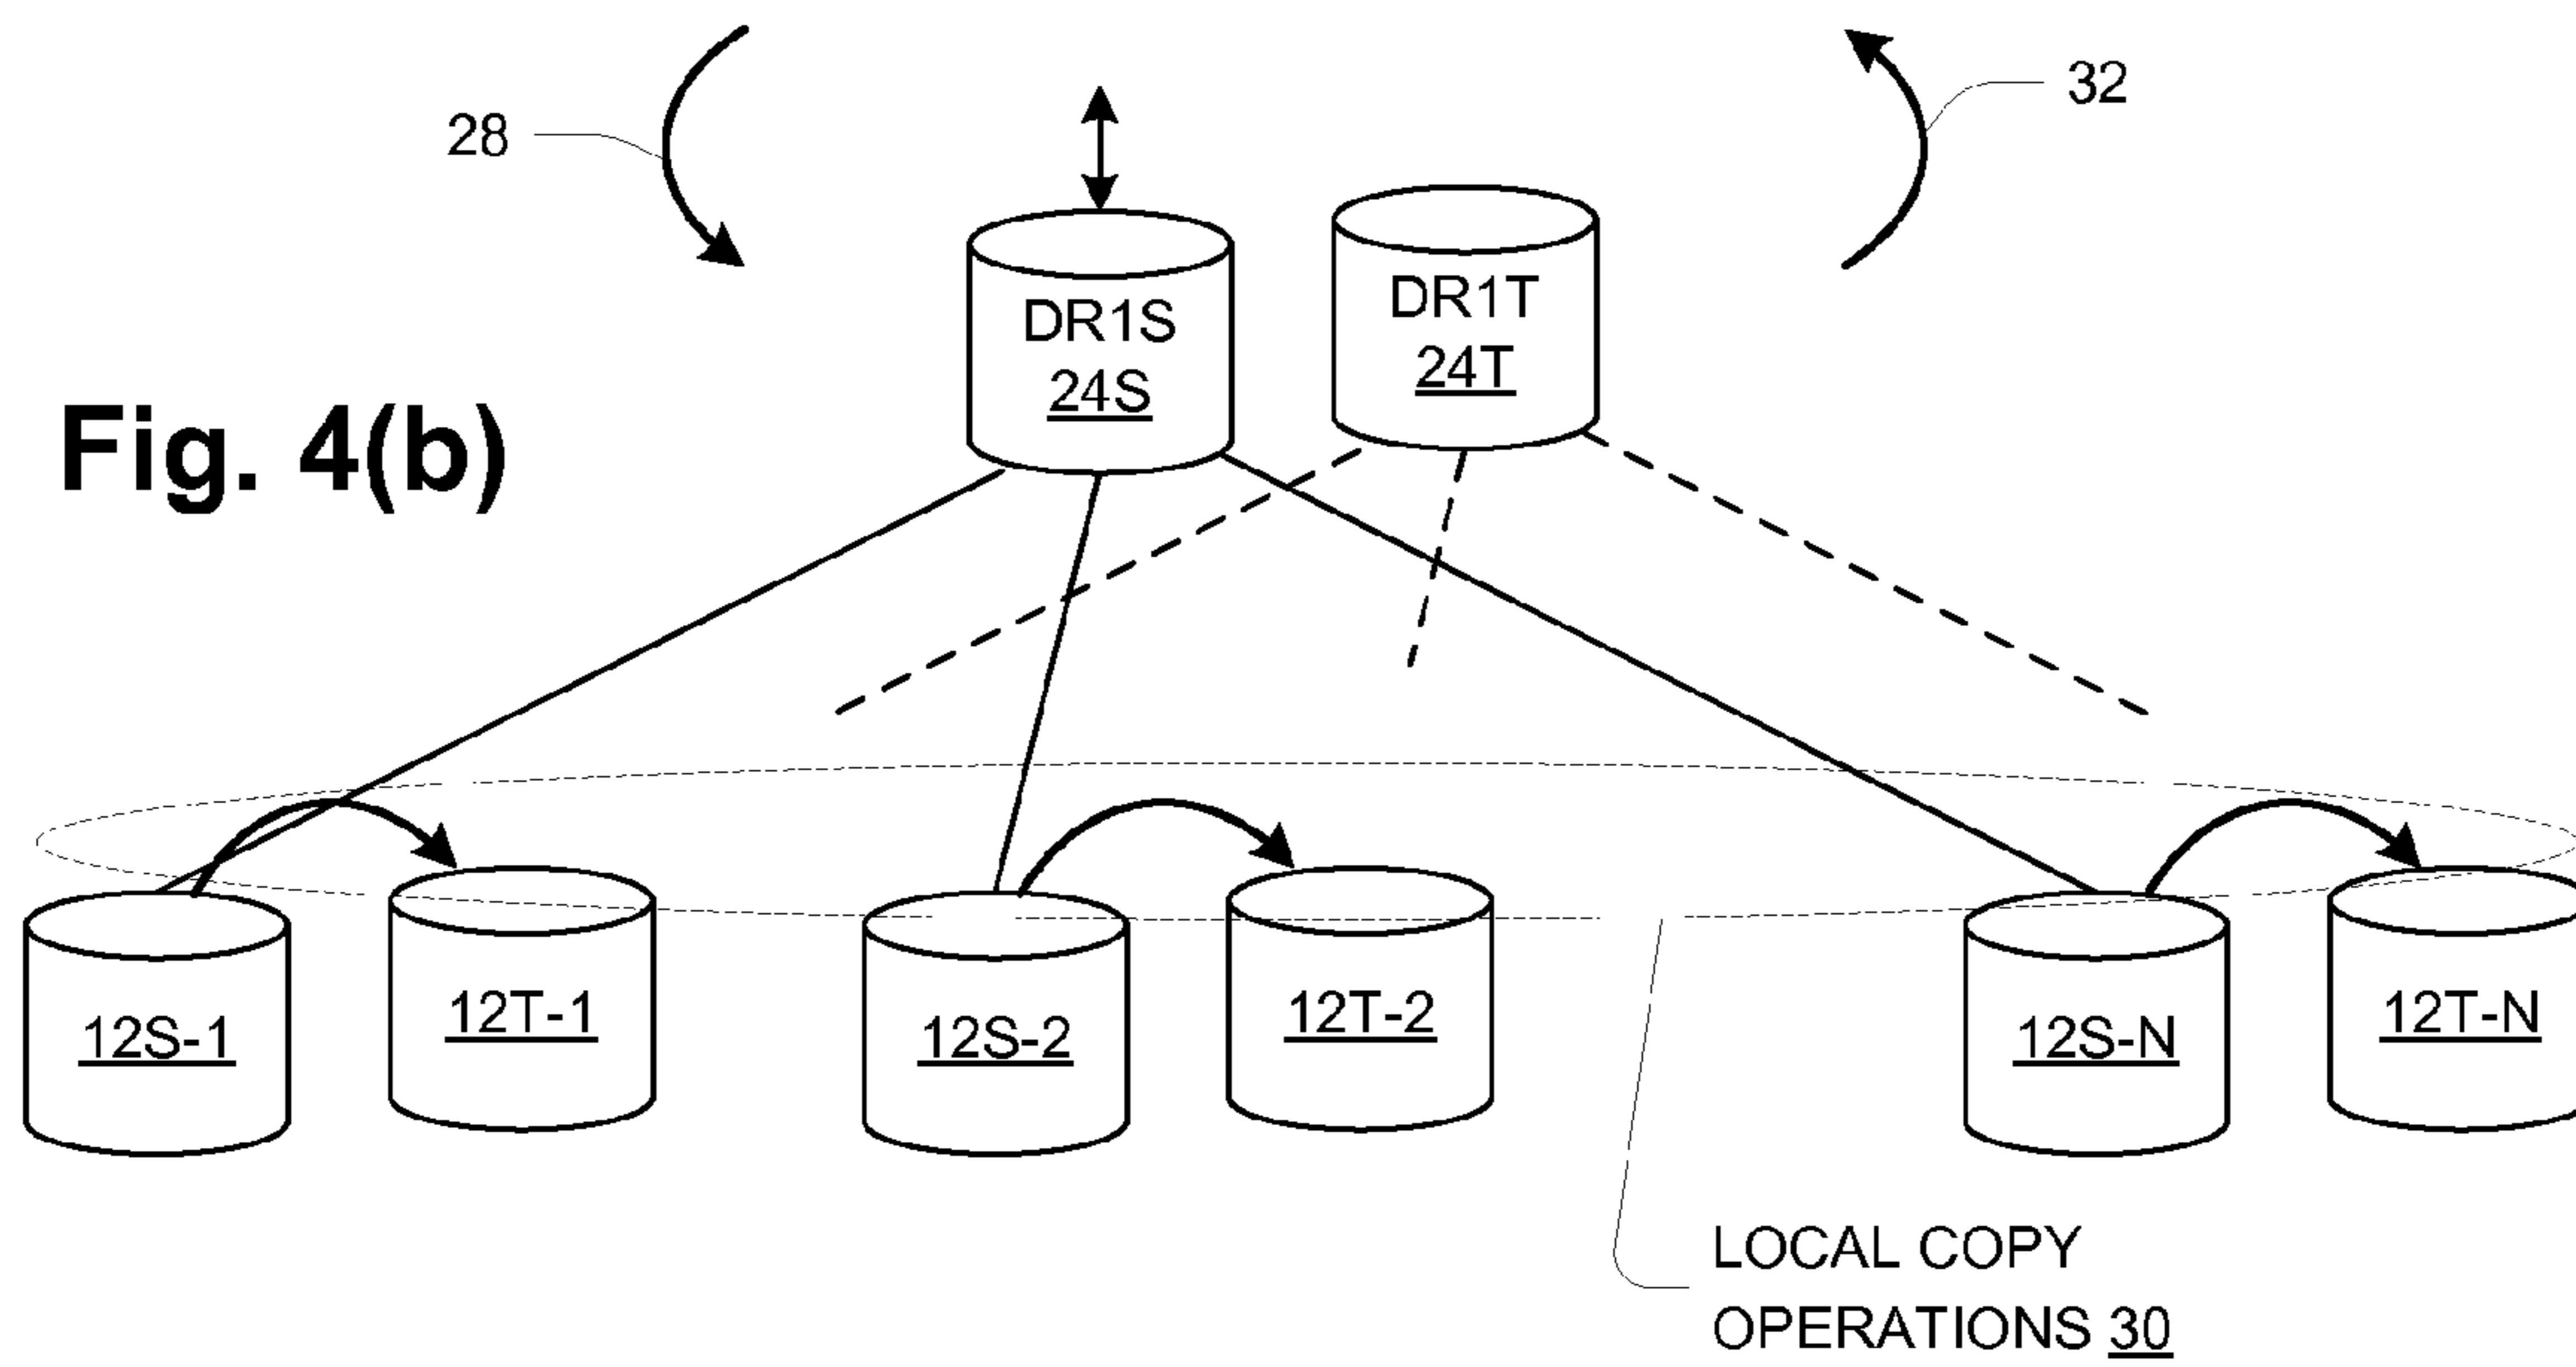 28
32
DR1S
24S
DR1T
24T
Fig. 4(b)
12S-1
12T-1
12S-2
12T-2
12S-N
12T-N
LOCAL COPY
OPERATIONS 30